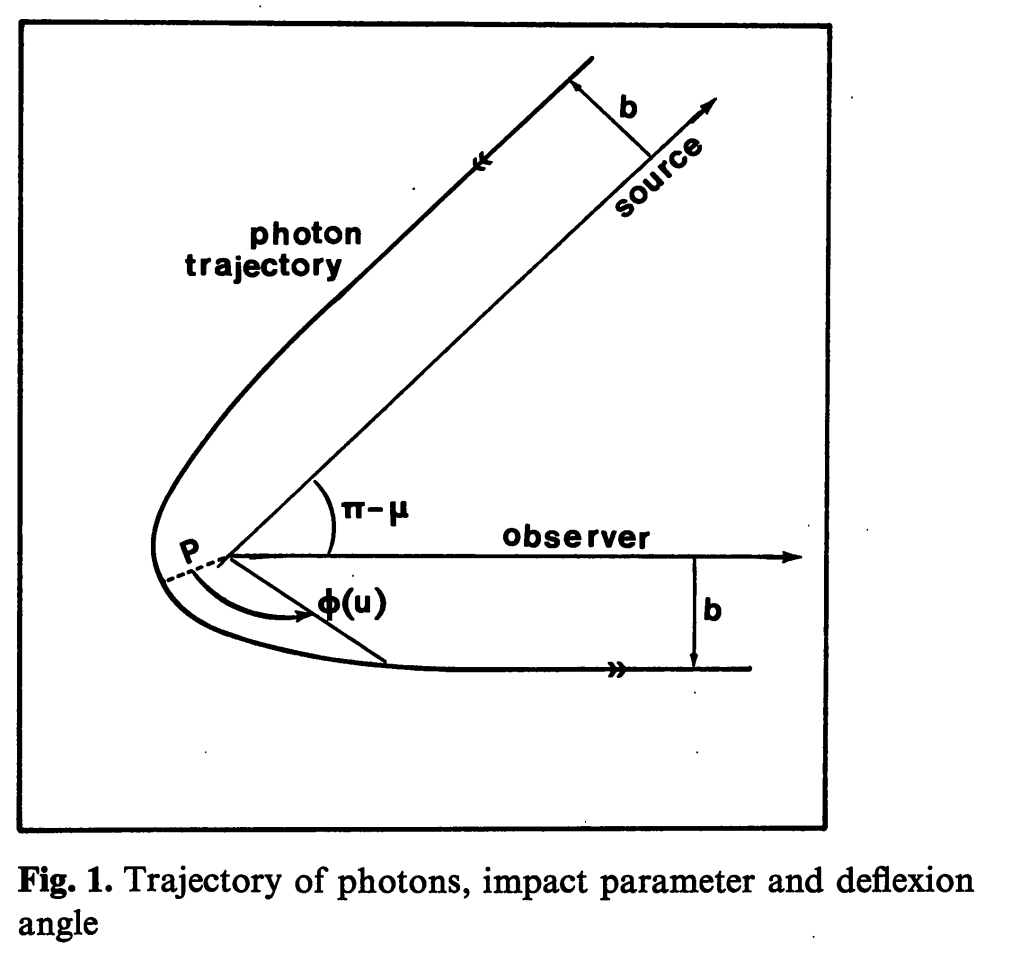 b
source
photon
trajectory
π-μ
observer
P
ϕ(u)
b
Fig. 1. Trajectory of photons, impact parameter and deflexion
angle